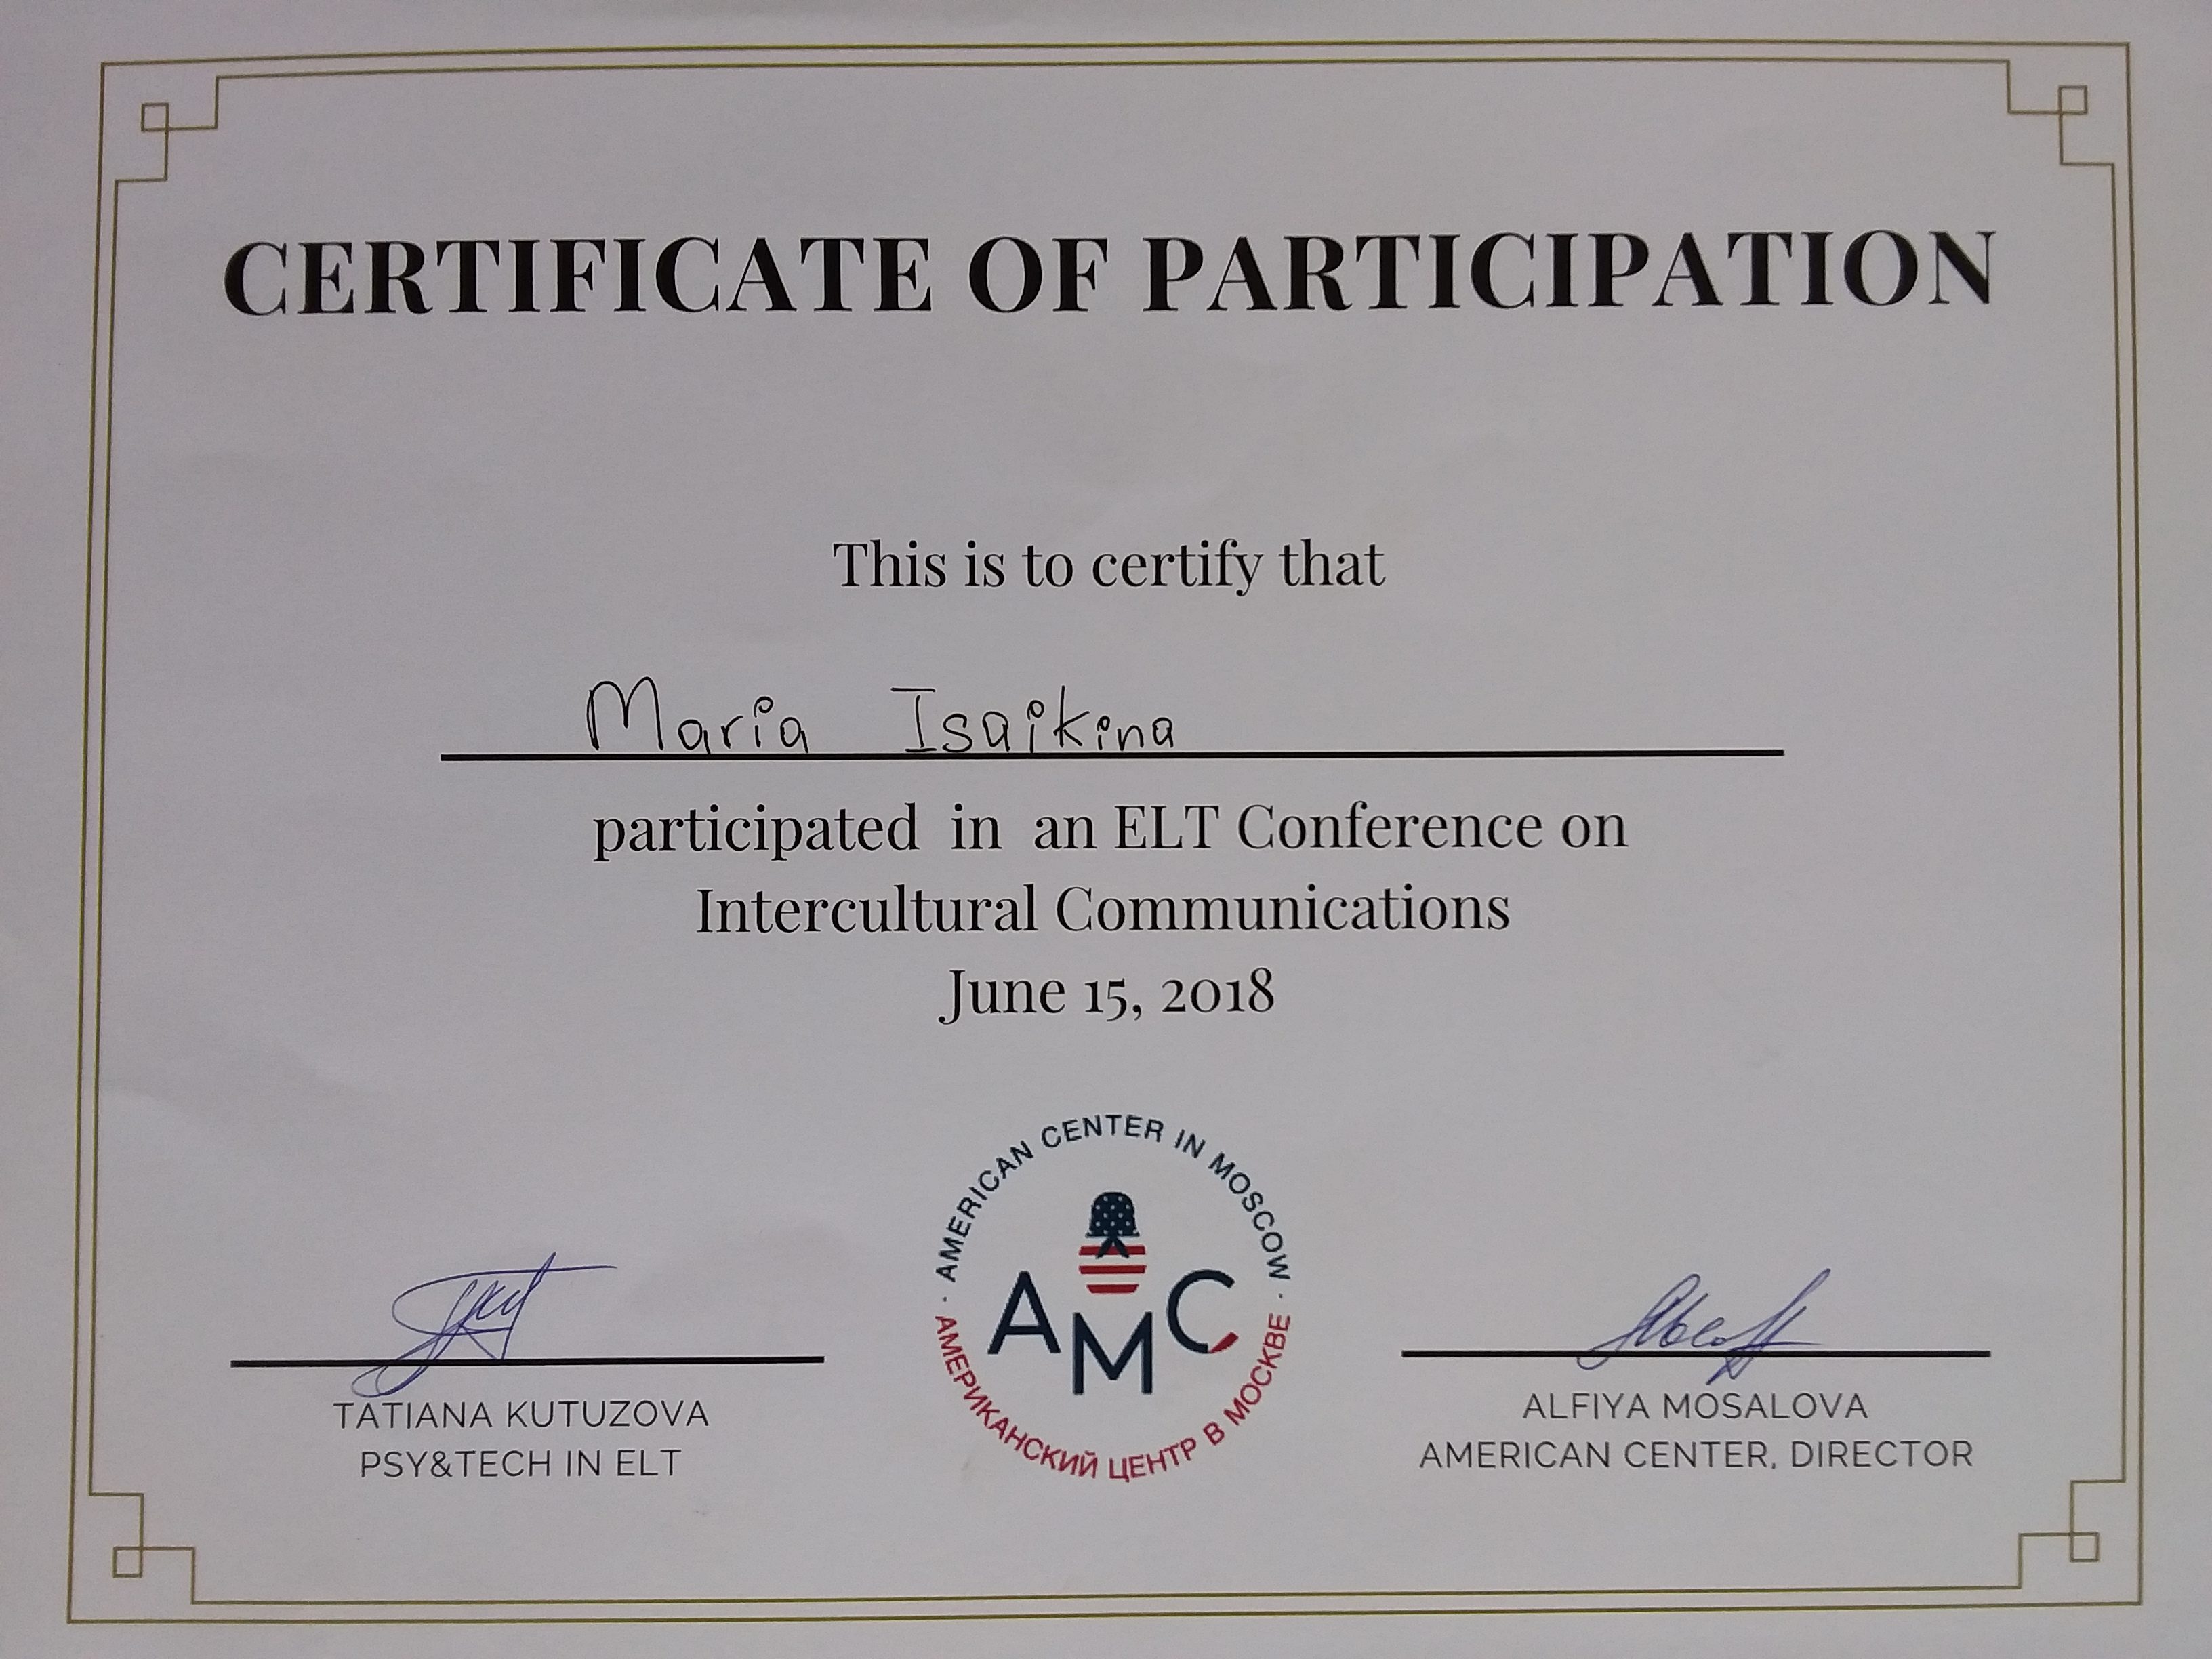 CERTIFICATE OF PARTICIPATION
This is to certify that
Maria Isaikina
participated in an ELT Conference on
Intercultural Communications
June 15, 2018
AMERICAN CENTER IN MOSCOW
AMC
АМЕРИКАНСКИЙ ЦЕНТР В МОСКВЕ
TATIANA KUTUZOVA
PSY&TECH IN ELT
ALFIYA MOSALOVA
AMERICAN CENTER, DIRECTOR